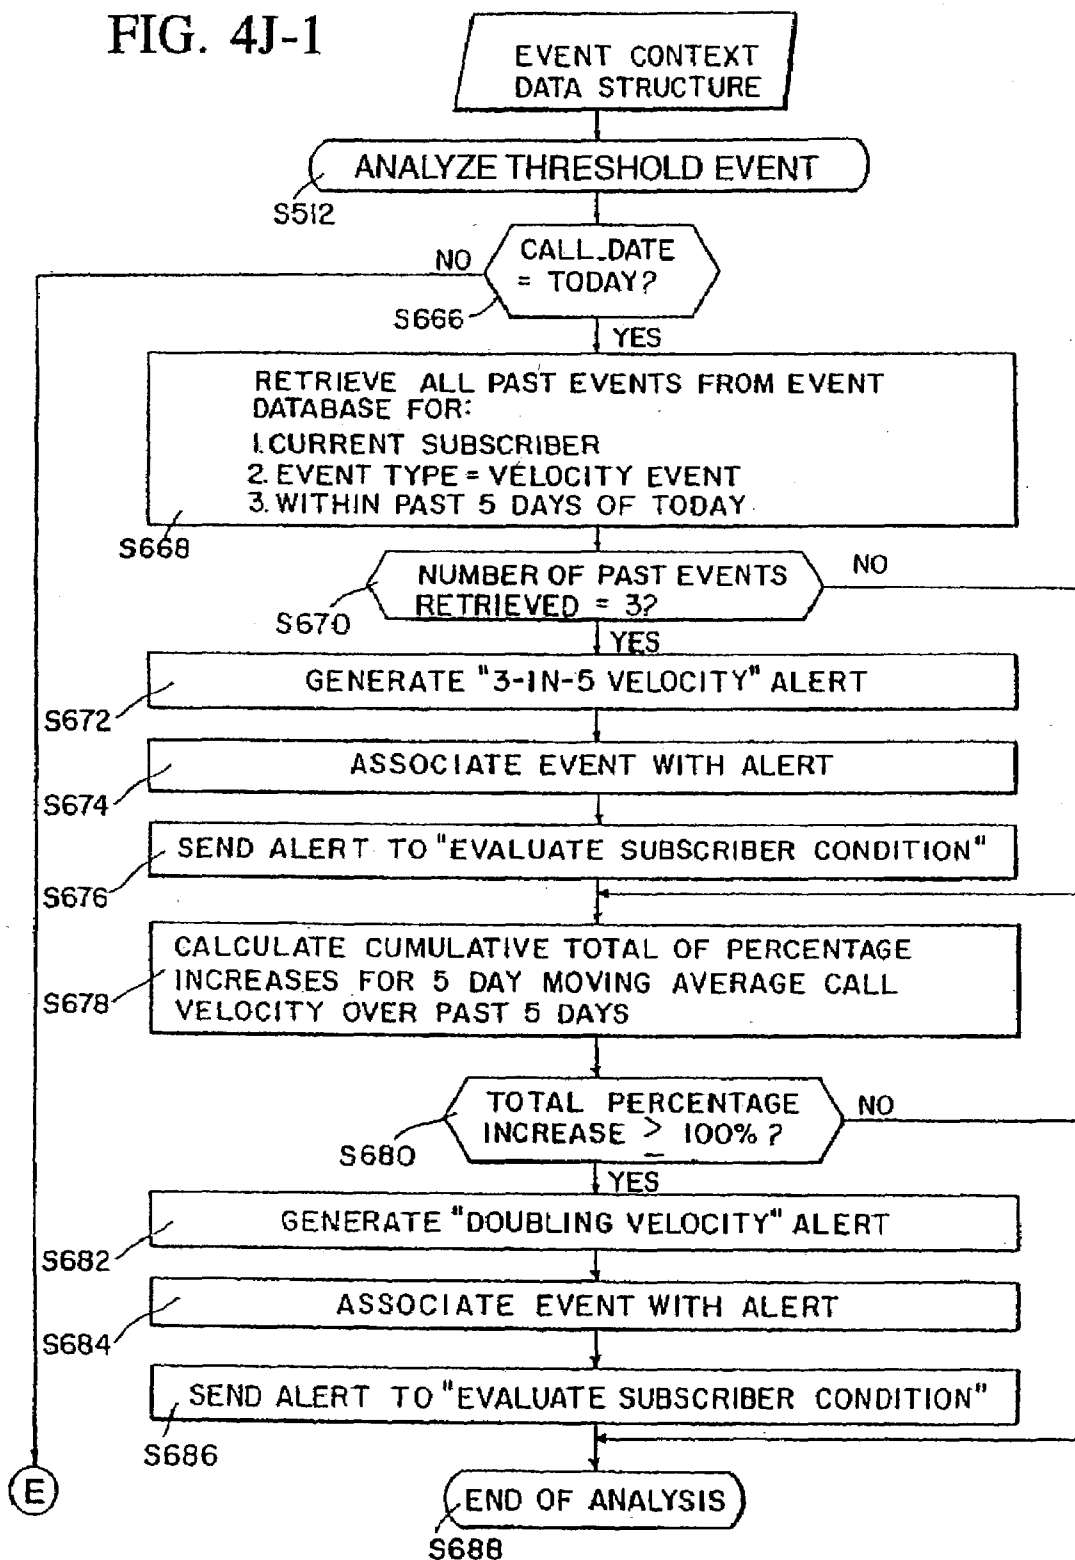 FIG. 4J-1
EVENT CONTEXT
DATA STRUCTURE
ANALYZE THRESHOLD EVENT
S512
CALL_DATE
= TODAY?
NO
S666
YES
RETRIEVE ALL PAST EVENTS FROM EVENT
DATABASE FOR:
1. CURRENT SUBSCRIBER
2. EVENT TYPE = VELOCITY EVENT
3. WITHIN PAST 5 DAYS OF TODAY
S668
NUMBER OF PAST EVENTS
RETRIEVED = 3?
NO
S670
YES
GENERATE "3-IN-5 VELOCITY" ALERT
S672
ASSOCIATE EVENT WITH ALERT
S674
SEND ALERT TO "EVALUATE SUBSCRIBER CONDITION"
S676
CALCULATE CUMULATIVE TOTAL OF PERCENTAGE
INCREASES FOR 5 DAY MOVING AVERAGE CALL
VELOCITY OVER PAST 5 DAYS
S678
TOTAL PERCENTAGE
INCREASE ≥ 100% ?
NO
S680
YES
GENERATE "DOUBLING VELOCITY" ALERT
S682
ASSOCIATE EVENT WITH ALERT
S684
SEND ALERT TO "EVALUATE SUBSCRIBER CONDITION"
S686
E
END OF ANALYSIS
S688